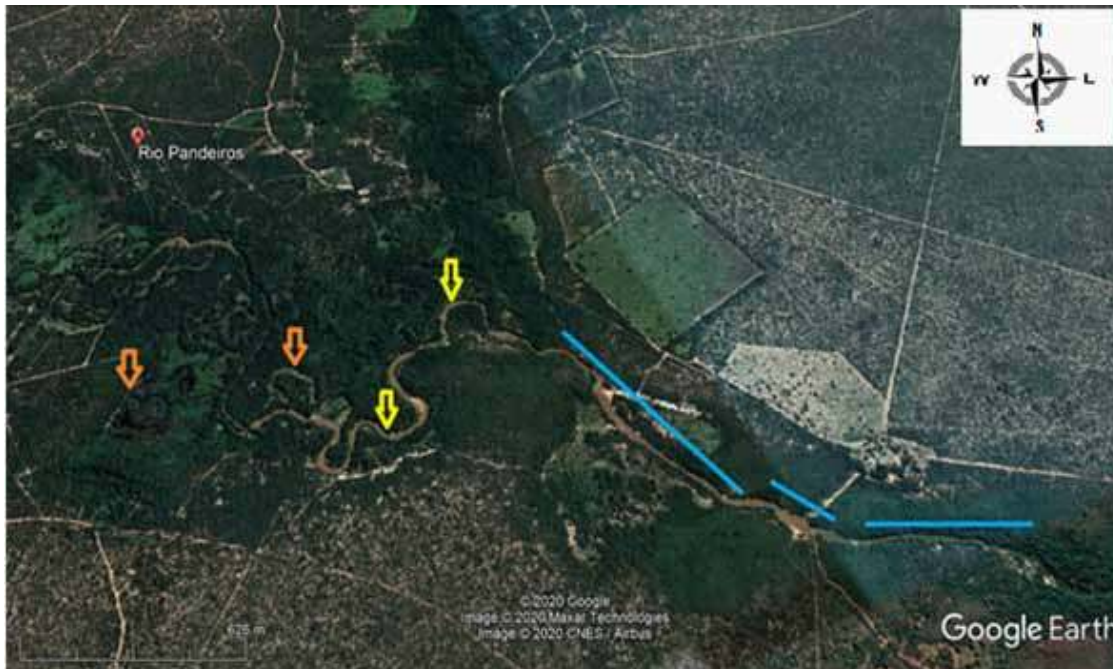 N
W L
S
Rio Pandeiros
© 2020 Google
Image © 2020 Maxar Technologies
Image © 2020 CNES / Airbus
625 m
Google Earth